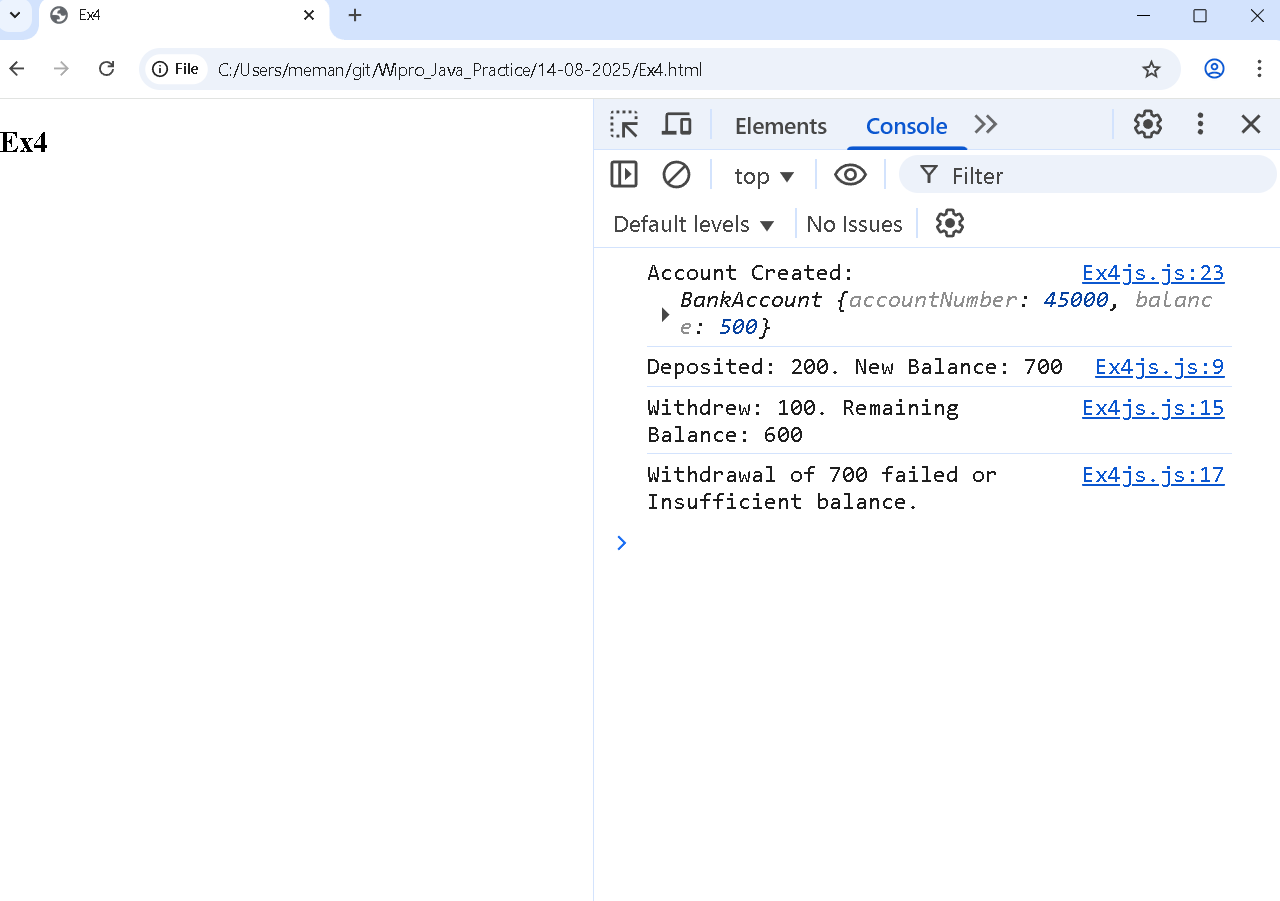 Ex4
File C:/Users/meman/git/Wipro_Java_Practice/14-08-2025/Ex4.html
Ex4
Elements Console
top Filter
Default levels No Issues
Account Created: Ex4js.js:23
BankAccount {accountNumber: 45000, balanc
e: 500}
Deposited: 200. New Balance: 700 Ex4js.js:9
Withdrew: 100. Remaining Ex4js.js:15
Balance: 600
Withdrawal of 700 failed or Ex4js.js:17
Insufficient balance.